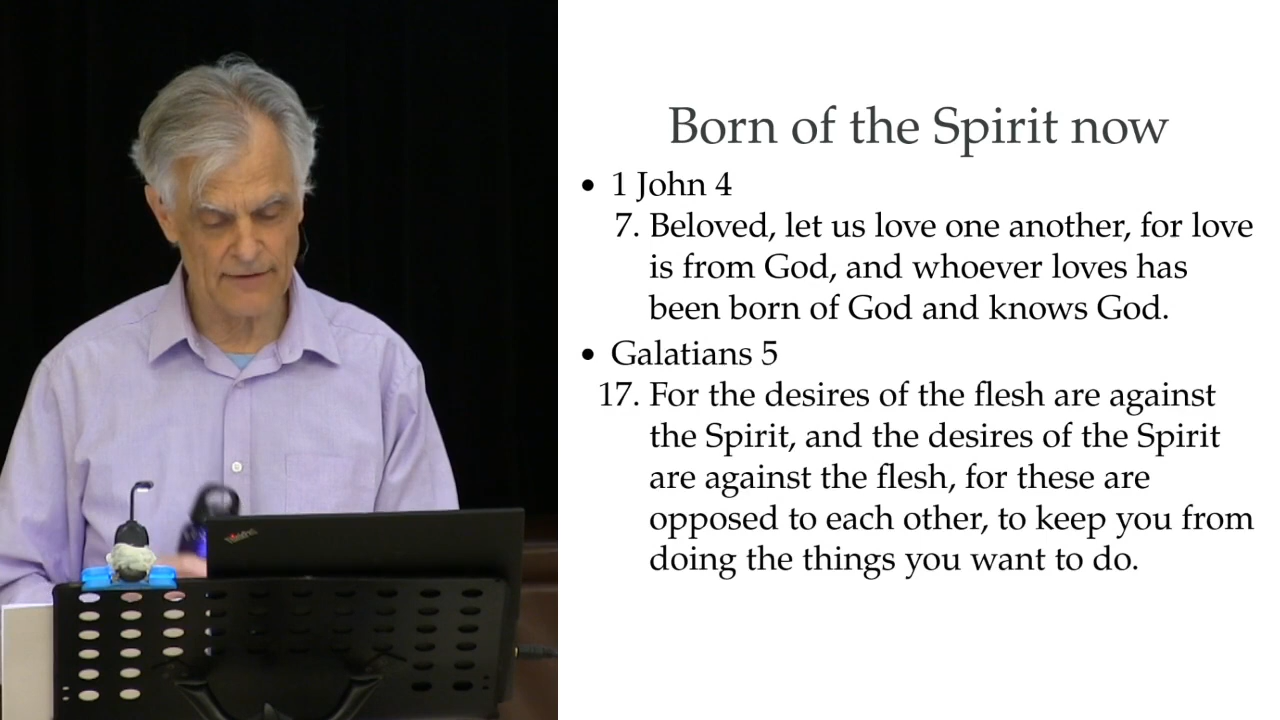 Born of the Spirit now
• 1 John 4
7. Beloved, let us love one another, for love
is from God, and whoever loves has
been born of God and knows God.
• Galatians 5
17. For the desires of the flesh are against
the Spirit, and the desires of the Spirit
are against the flesh, for these are
opposed to each other, to keep you from
doing the things you want to do.
ThinkPad